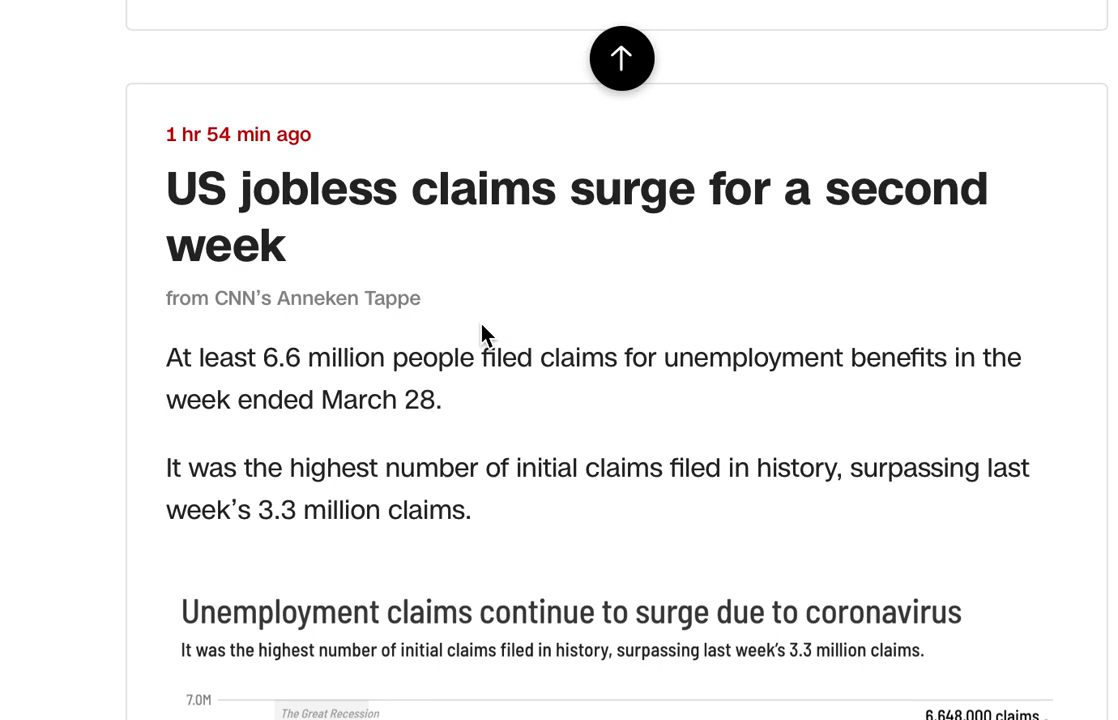 1 hr 54 min ago
US jobless claims surge for a second
week
from CNN’s Anneken Tappe
At least 6.6 million people filed claims for unemployment benefits in the
week ended March 28.
It was the highest number of initial claims filed in history, surpassing last
week’s 3.3 million claims.
Unemployment claims continue to surge due to coronavirus
It was the highest number of initial claims filed in history, surpassing last week’s 3.3 million claims.
7.0M
The Great Recession
6,648,000 claims